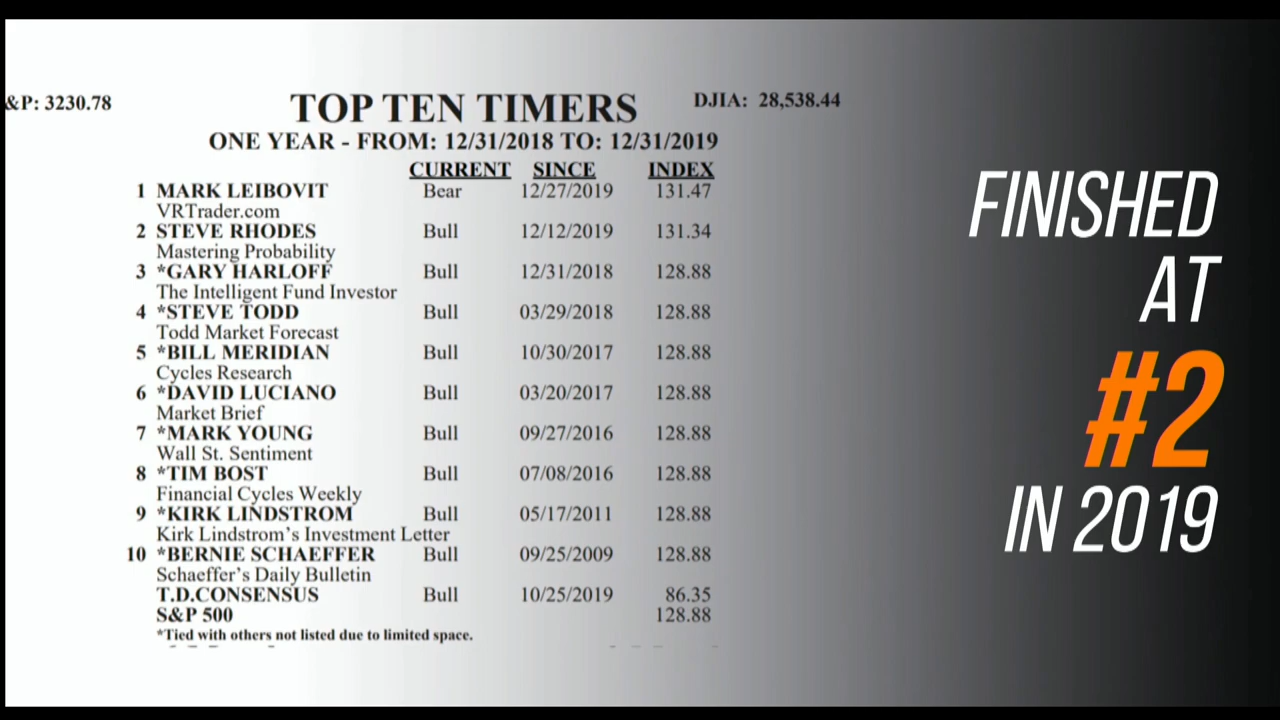 &P: 3230.78
TOP TEN TIMERS
DJIA: 28,538.44
ONE YEAR - FROM: 12/31/2018 TO: 12/31/2019
CURRENT SINCE INDEX
1 MARK LEIBOVIT Bear 12/27/2019 131.47
VRTrader.com
2 STEVE RHODES Bull 12/12/2019 131.34
Mastering Probability
3 *GARY HARLOFF Bull 12/31/2018 128.88
The Intelligent Fund Investor
4 *STEVE TODD Bull 03/29/2018 128.88
Todd Market Forecast
5 *BILL MERIDIAN Bull 10/30/2017 128.88
Cycles Research
6 *DAVID LUCIANO Bull 03/20/2017 128.88
Market Brief
7 *MARK YOUNG Bull 09/27/2016 128.88
Wall St. Sentiment
8 *TIM BOST Bull 07/08/2016 128.88
Financial Cycles Weekly
9 *KIRK LINDSTROM Bull 05/17/2011 128.88
Kirk Lindstrom's Investment Letter
10 *BERNIE SCHAEFFER Bull 09/25/2009 128.88
Schaeffer's Daily Bulletin
T.D.CONSENSUS Bull 10/25/2019 86.35
S&P 500 128.88
*Tied with others not listed due to limited space.
FINISHED
AT
#2
IN 2019